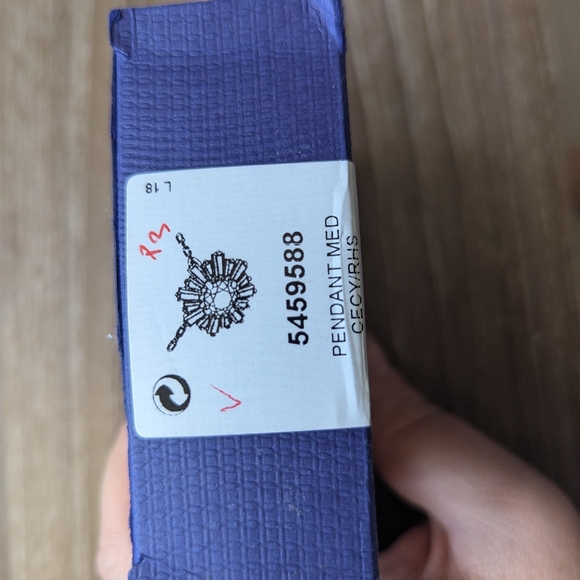 L 18
5459588
PENDANT MED
CECY/RHS